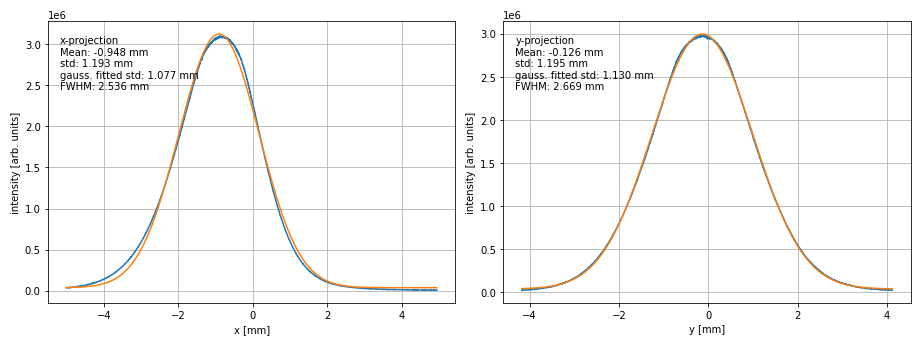 1e6
x-projection
Mean: -0.948 mm
std: 1.193 mm
gauss. fitted std: 1.077 mm
FWHM: 2.536 mm
3.0
2.5
2.0
1.5
1.0
0.5
0.0
intensity [arb. units]
−4
−2
0
2
4
x [mm]
1e6
y-projection
Mean: -0.126 mm
std: 1.195 mm
gauss. fitted std: 1.130 mm
FWHM: 2.669 mm
3.0
2.5
2.0
1.5
1.0
0.5
0.0
intensity [arb. units]
−4
−2
0
2
4
y [mm]